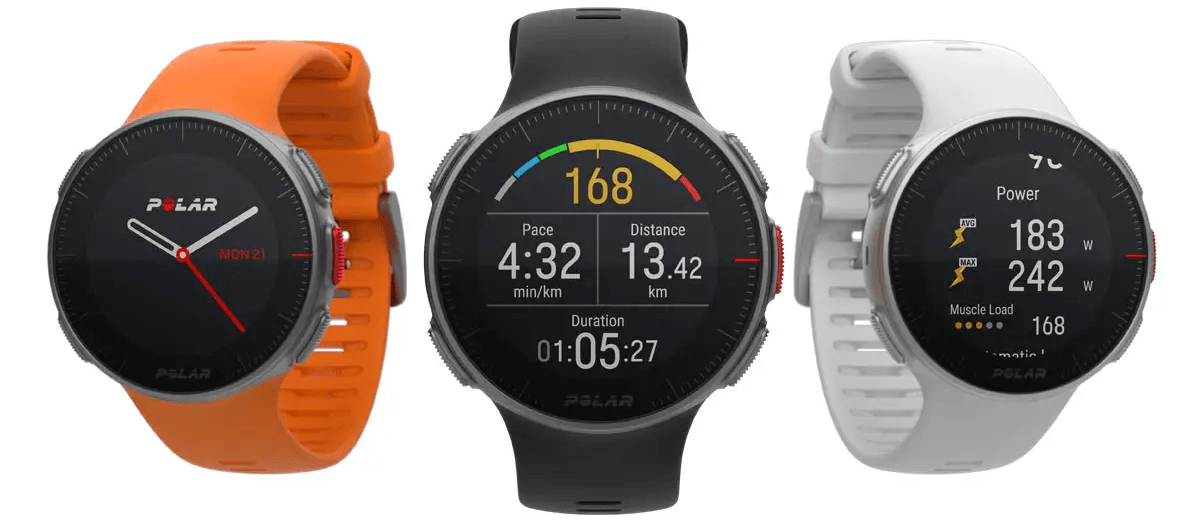 POLAR
MON 21
POLAR
168
Pace
4:32
min/km
Distance
13.42
km
Duration
01:05:27
POLAR
Power
AVG
183 W
MAX
242 W
Muscle Load
168
POLAR